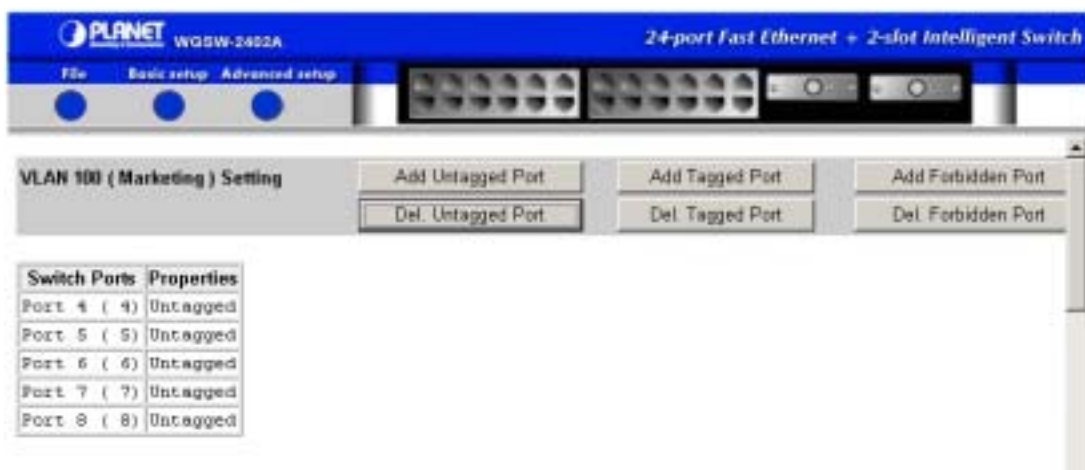 PLANET WGSW-2402A
24-port Fast Ethernet + 2-slot Intelligent Switch
File Basic setup Advanced setup
VLAN 100 ( Marketing ) Setting
Add Untagged Port Add Tagged Port Add Forbidden Port
Del. Untagged Port Del. Tagged Port Del. Forbidden Port
Switch Ports Properties
Port 4 ( 4) Untagged
Port 5 ( 5) Untagged
Port 6 ( 6) Untagged
Port 7 ( 7) Untagged
Port 8 ( 8) Untagged